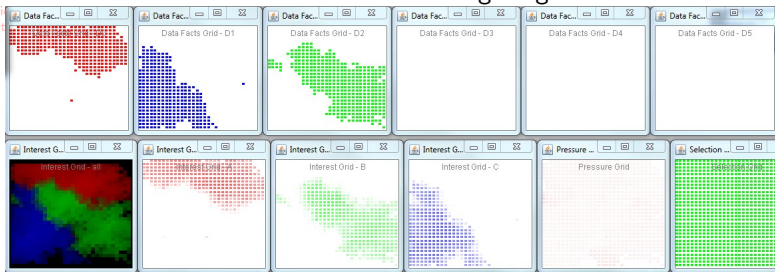 Data Fac...
Data Fac...
Data Fac...
Data Fac...
Data Fac...
Data Fac...
Data Facts Grid - D1
Data Facts Grid - D2
Data Facts Grid - D3
Data Facts Grid - D4
Data Facts Grid - D5
Interest G...
Interest G...
Interest G...
Interest G...
Pressure ...
Selection ...
Interest Grid - all
Interest Grid - B
Interest Grid - C
Pressure Grid